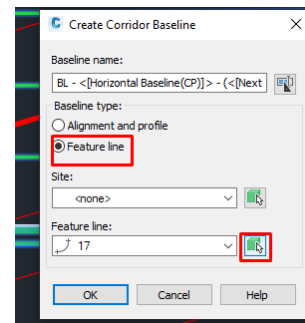 Create Corridor Baseline
Baseline name:
BL - <[Horizontal Baseline(CP)]> - (<[Next
Baseline type:
Alignment and profile
Feature line
Site:
<none>
Feature line:
17
OK Cancel Help